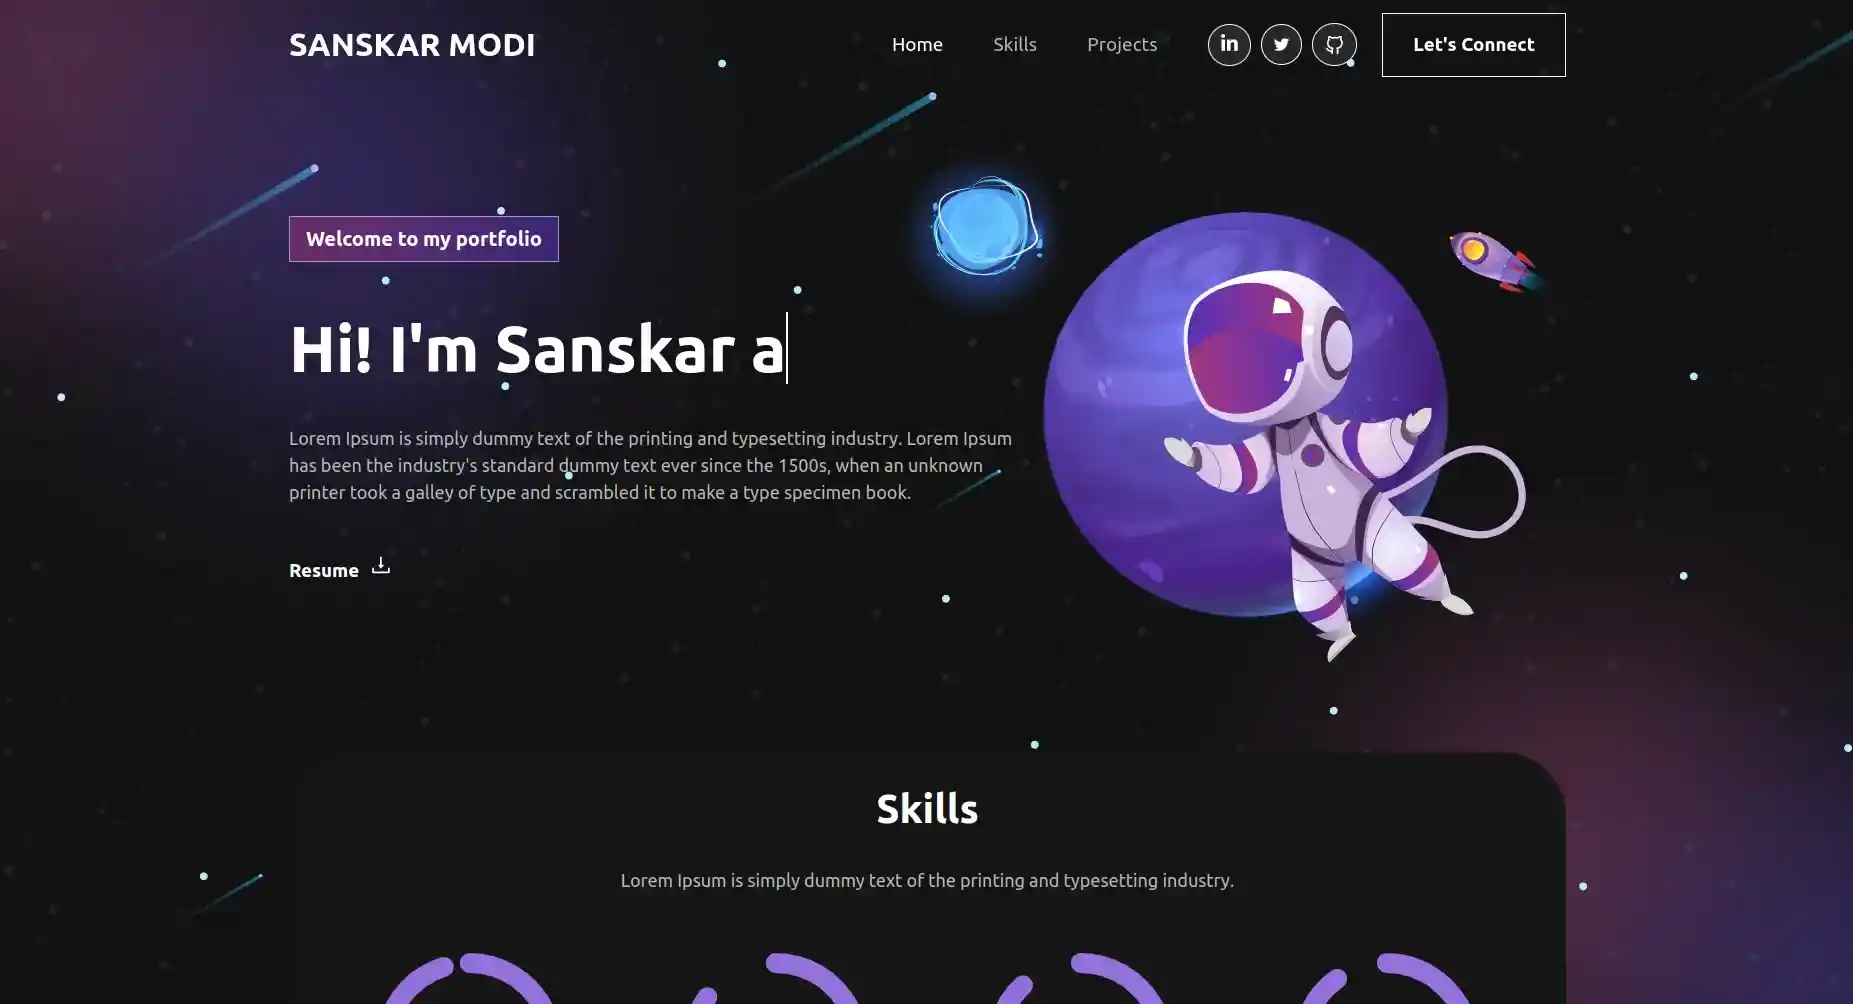 SANSKAR MODI
Home Skills Projects in Let's Connect
Welcome to my portfolio
Hi! I'm Sanskar a
Lorem Ipsum is simply dummy text of the printing and typesetting industry. Lorem Ipsum
has been the industry's standard dummy text ever since the 1500s, when an unknown
printer took a galley of type and scrambled it to make a type specimen book.
Resume
Skills
Lorem Ipsum is simply dummy text of the printing and typesetting industry.